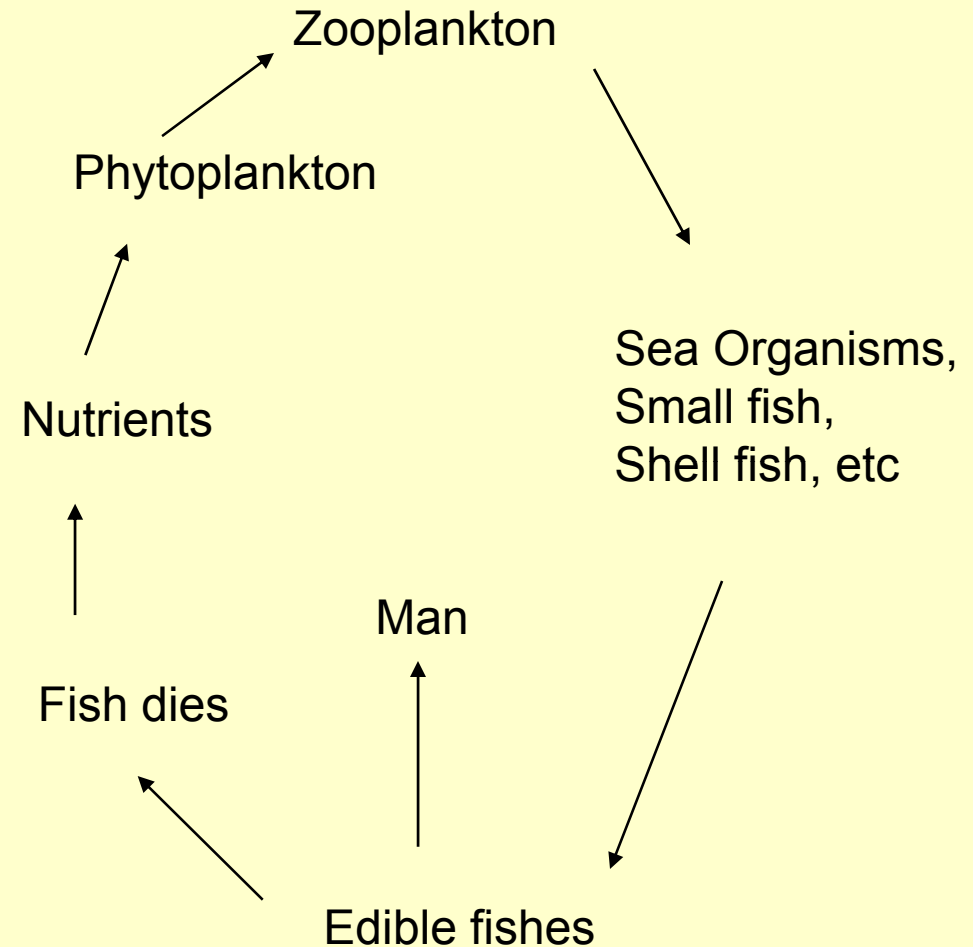 Zooplankton
Phytoplankton
Sea Organisms,
Small fish,
Shell fish, etc
Nutrients
Man
Fish dies
Edible fishes